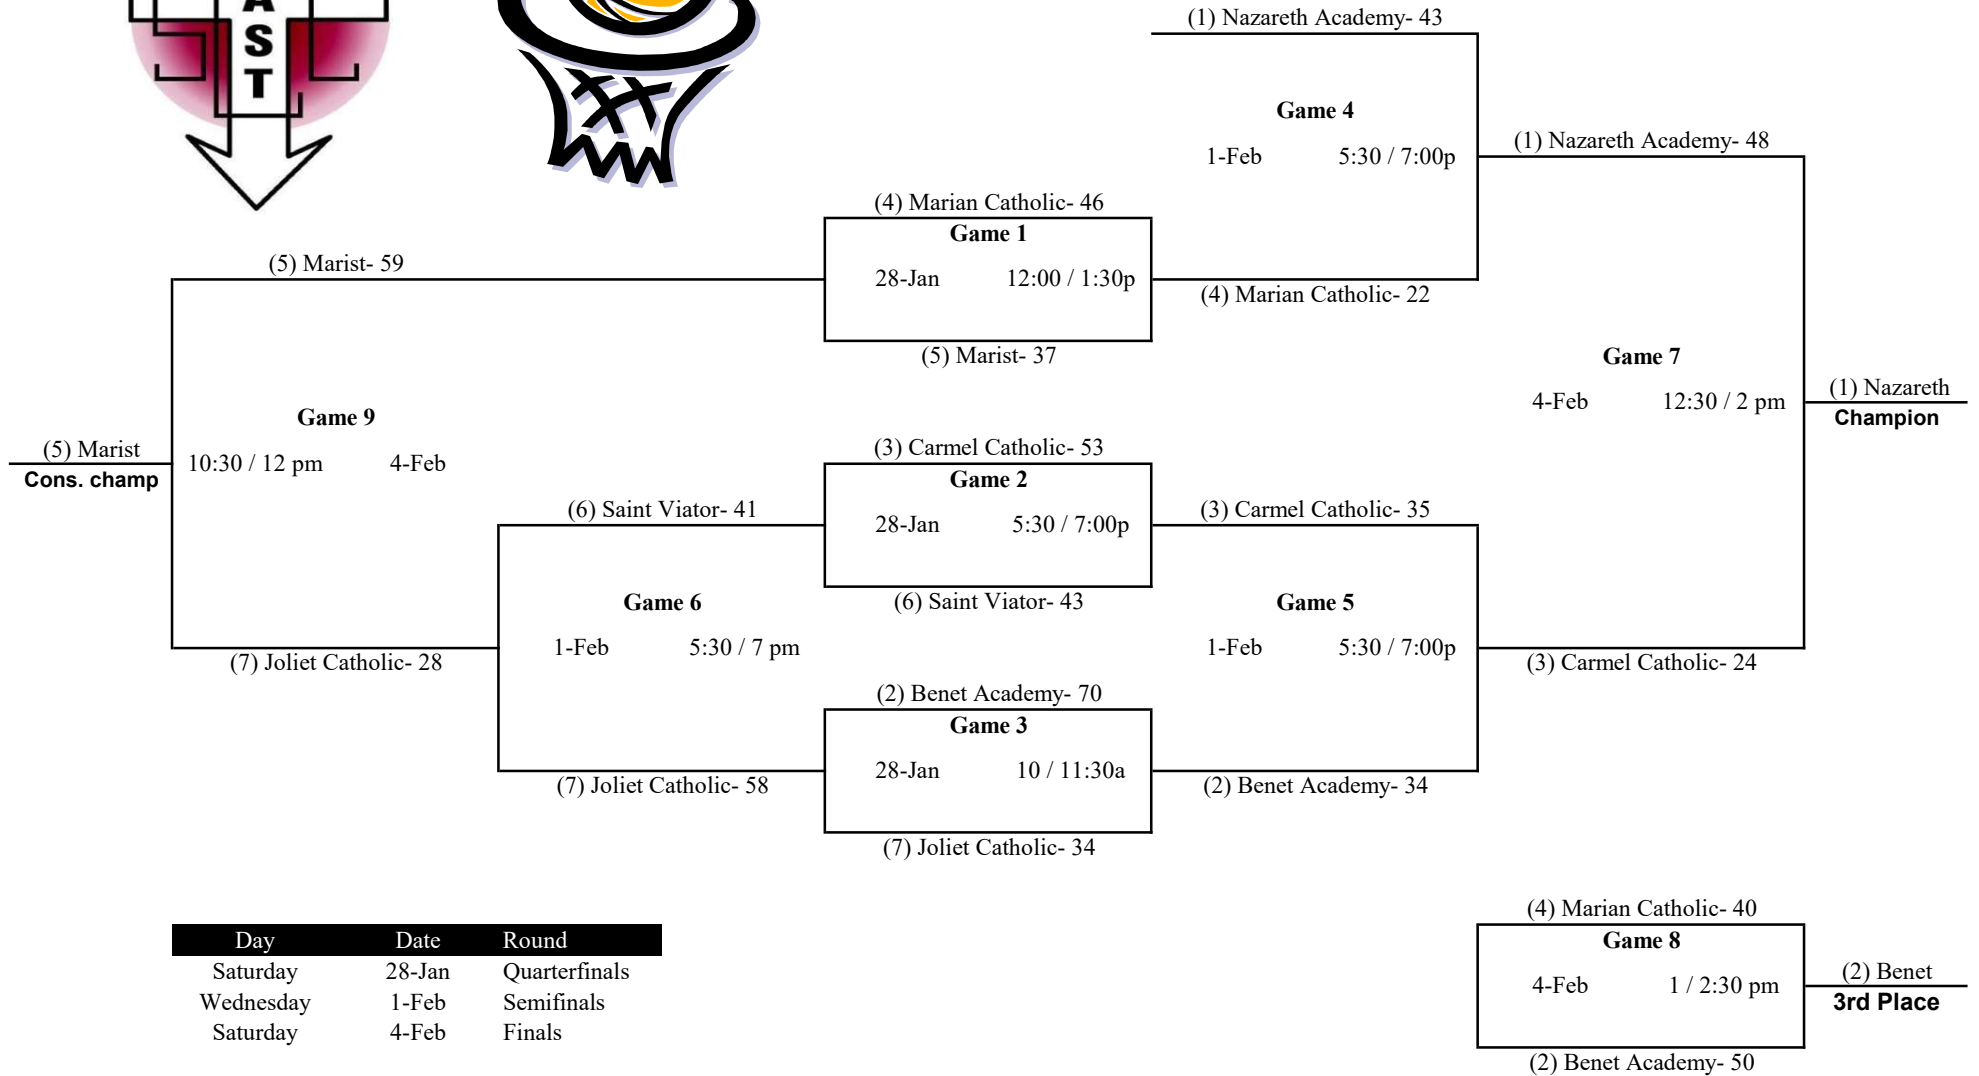 A
S
T
(1) Nazareth Academy- 43
Game 4
1-Feb 5:30 / 7:00p
(1) Nazareth Academy- 48
(4) Marian Catholic- 46
Game 1
28-Jan 12:00 / 1:30p
(5) Marist- 59
(4) Marian Catholic- 22
(5) Marist- 37
Game 7
4-Feb 12:30 / 2 pm
(1) Nazareth
Champion
Game 9
10:30 / 12 pm 4-Feb
(5) Marist
Cons. champ
(3) Carmel Catholic- 53
Game 2
28-Jan 5:30 / 7:00p
(6) Saint Viator- 41
(3) Carmel Catholic- 35
(6) Saint Viator- 43
Game 6
1-Feb 5:30 / 7 pm
Game 5
1-Feb 5:30 / 7:00p
(7) Joliet Catholic- 28
(3) Carmel Catholic- 24
(2) Benet Academy- 70
Game 3
28-Jan 10 / 11:30a
(7) Joliet Catholic- 58
(2) Benet Academy- 34
(7) Joliet Catholic- 34
(4) Marian Catholic- 40
Game 8
4-Feb 1 / 2:30 pm
(2) Benet
3rd Place
(2) Benet Academy- 50
Day Date Round
Saturday 28-Jan Quarterfinals
Wednesday 1-Feb Semifinals
Saturday 4-Feb Finals